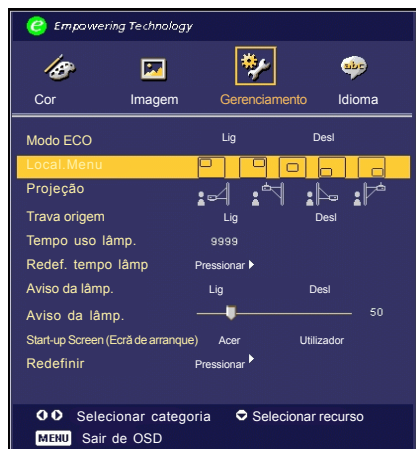 e Empowering Technology
Cor Imagem Gerenciamento abc Idioma
Modo ECO Lig Desl
Local.Menu
Projeção
Trava origem Lig Desl
Tempo uso lâmp. 9999
Redef. tempo lâmp Pressionar
Aviso da lâmp. Lig Desl
Aviso da lâmp. 50
Start-up Screen (Ecrã de arranque) Acer Utilizador
Redefinir Pressionar
Selecionar categoria Selecionar recurso
MENU Sair de OSD